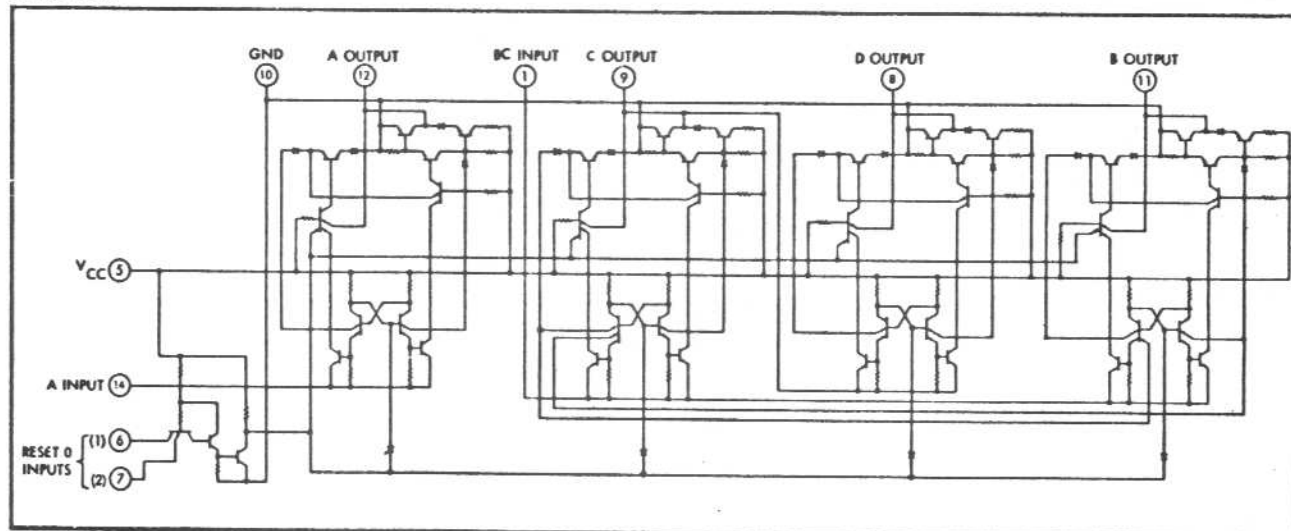 GND
10
A OUTPUT
12
BC INPUT
1
C OUTPUT
9
D OUTPUT
8
B OUTPUT
11
VCC 5
A INPUT 14
RESET 0
INPUTS
(1) 6
(2) 7